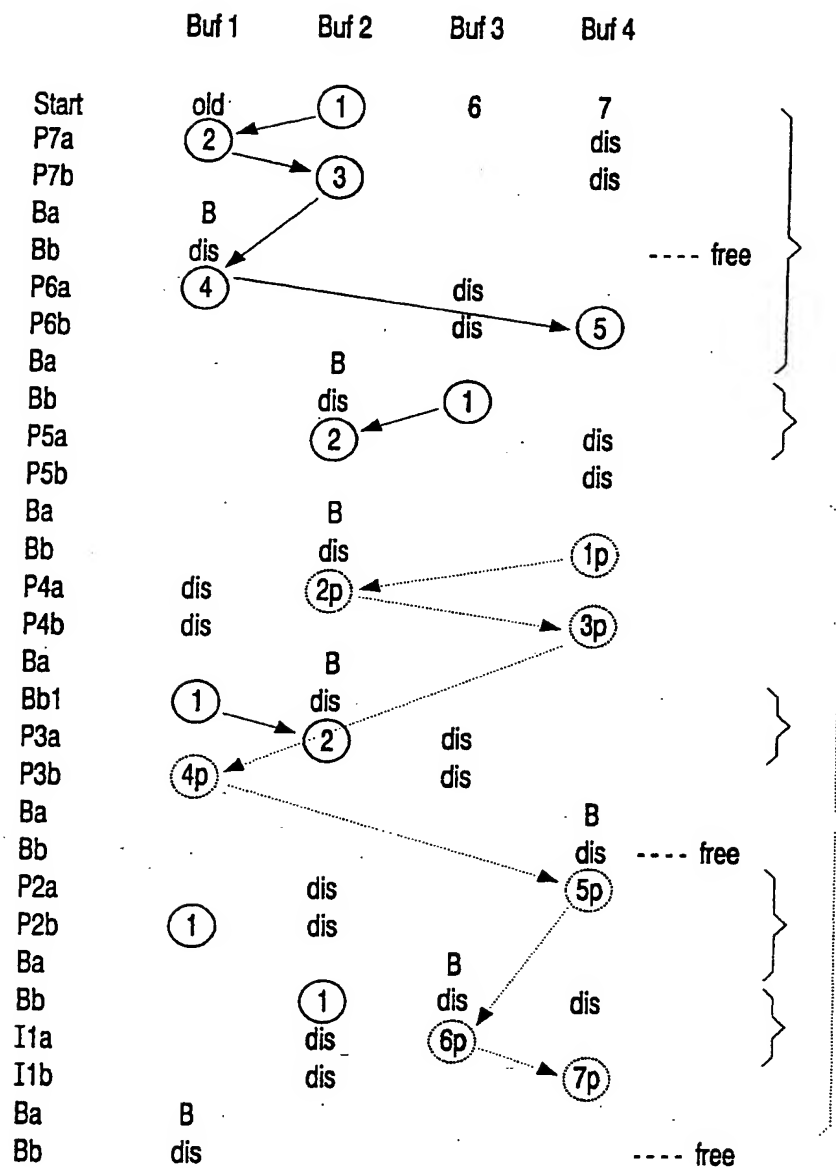 Buf 1 Buf 2 Buf 3 Buf 4
Start old 1 6 7
P7a 2 dis
P7b 3 dis
Ba B
Bb dis ---- free
P6a 4 dis
P6b dis 5
Ba B
Bb dis 1
P5a 2 dis
P5b dis
Ba B
Bb dis 1p
P4a dis 2p
P4b dis 3p
Ba B
Bb1 1 dis
P3a 2 dis
P3b 4p dis
Ba B
Bb dis ---- free
P2a dis 5p
P2b 1 dis
Ba B
Bb 1 dis dis
I1a dis 6p
I1b dis 7p
Ba B
Bb dis ---- free